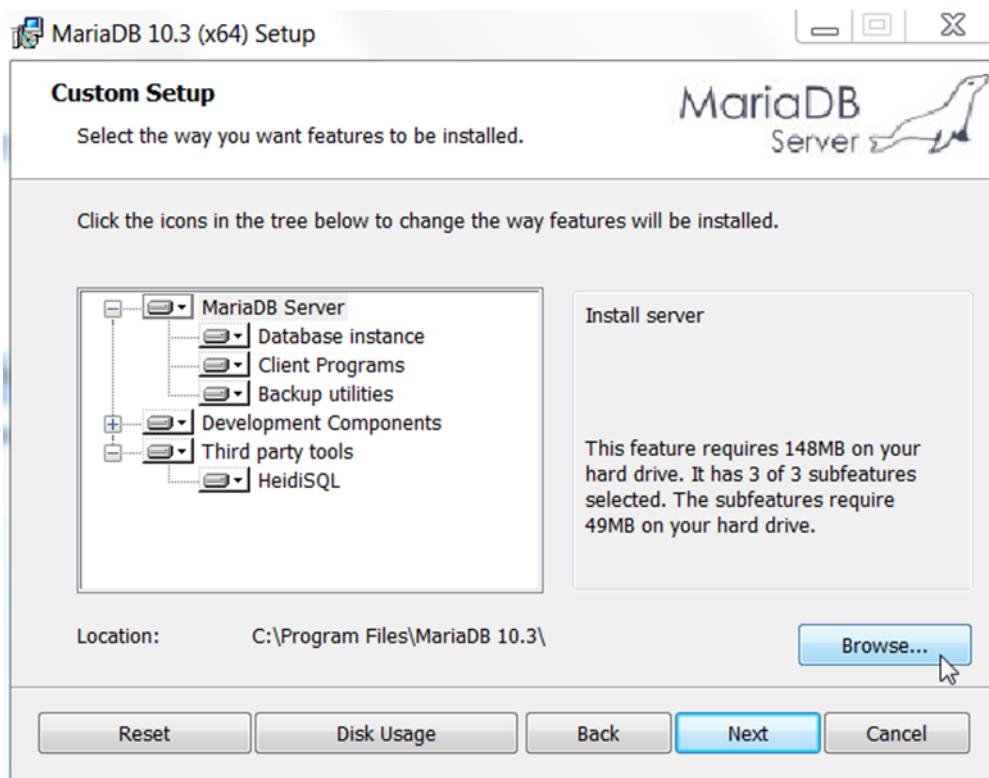 MariaDB 10.3 (x64) Setup
Custom Setup
Select the way you want features to be installed.
MariaDB
Server
Click the icons in the tree below to change the way features will be installed.
MariaDB Server
Database instance
Client Programs
Backup utilities
Development Components
Third party tools
HeidiSQL
Install server
This feature requires 148MB on your
hard drive. It has 3 of 3 subfeatures
selected. The subfeatures require
49MB on your hard drive.
Location: C:\Program Files\MariaDB 10.3\
Browse...
Reset Disk Usage Back Next Cancel